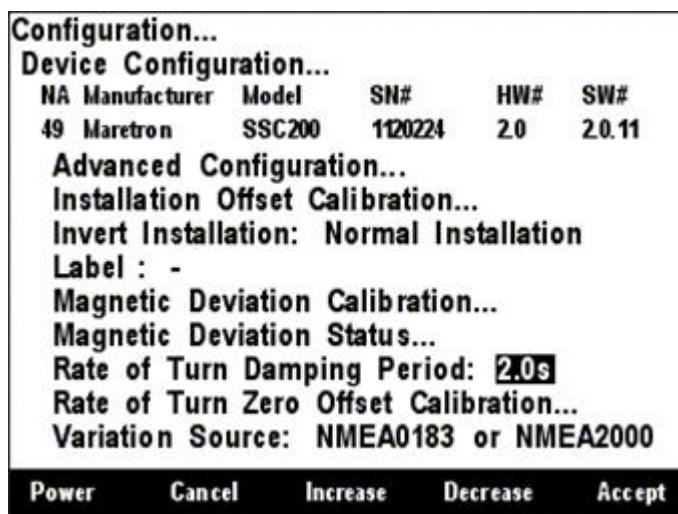 Configuration...
Device Configuration...
NA Manufacturer Model SN# HW# SW#
49 Maretron SSC200 1120224 2.0 2.0.11
Advanced Configuration...
Installation Offset Calibration...
Invert Installation: Normal Installation
Label : -
Magnetic Deviation Calibration...
Magnetic Deviation Status...
Rate of Turn Damping Period: 2.0s
Rate of Turn Zero Offset Calibration...
Variation Source: NMEA0183 or NMEA2000
Power Cancel Increase Decrease Accept